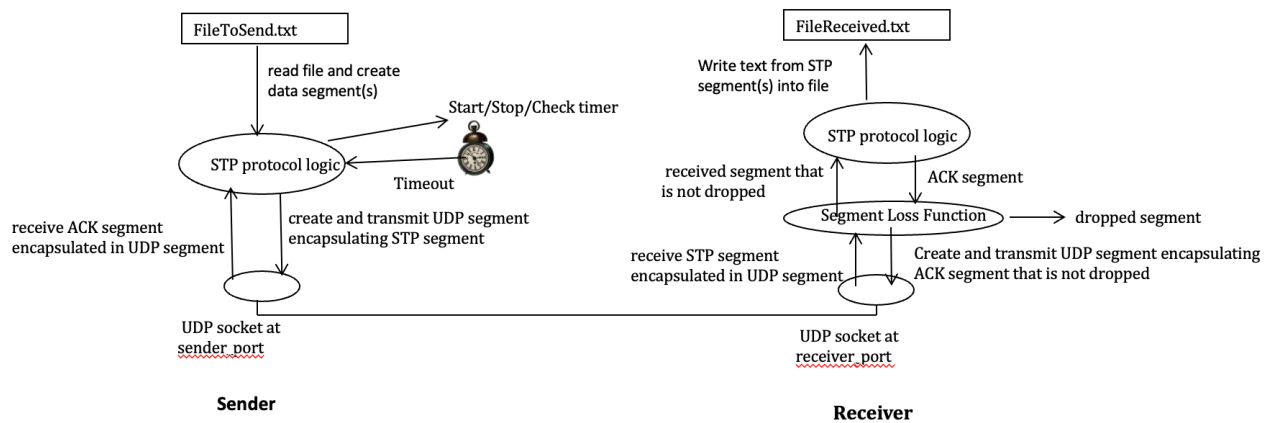 FileToSend.txt
read file and create
data segment(s)
Start/Stop/Check timer
STP protocol logic
Timeout
receive ACK segment
encapsulated in UDP segment
create and transmit UDP segment
encapsulating STP segment
UDP socket at
sender_port
Sender
FileReceived.txt
Write text from STP
segment(s) into file
STP protocol logic
received segment that
is not dropped
ACK segment
Segment Loss Function
dropped segment
receive STP segment
encapsulated in UDP segment
Create and transmit UDP segment encapsulating
ACK segment that is not dropped
UDP socket at
receiver_port
Receiver